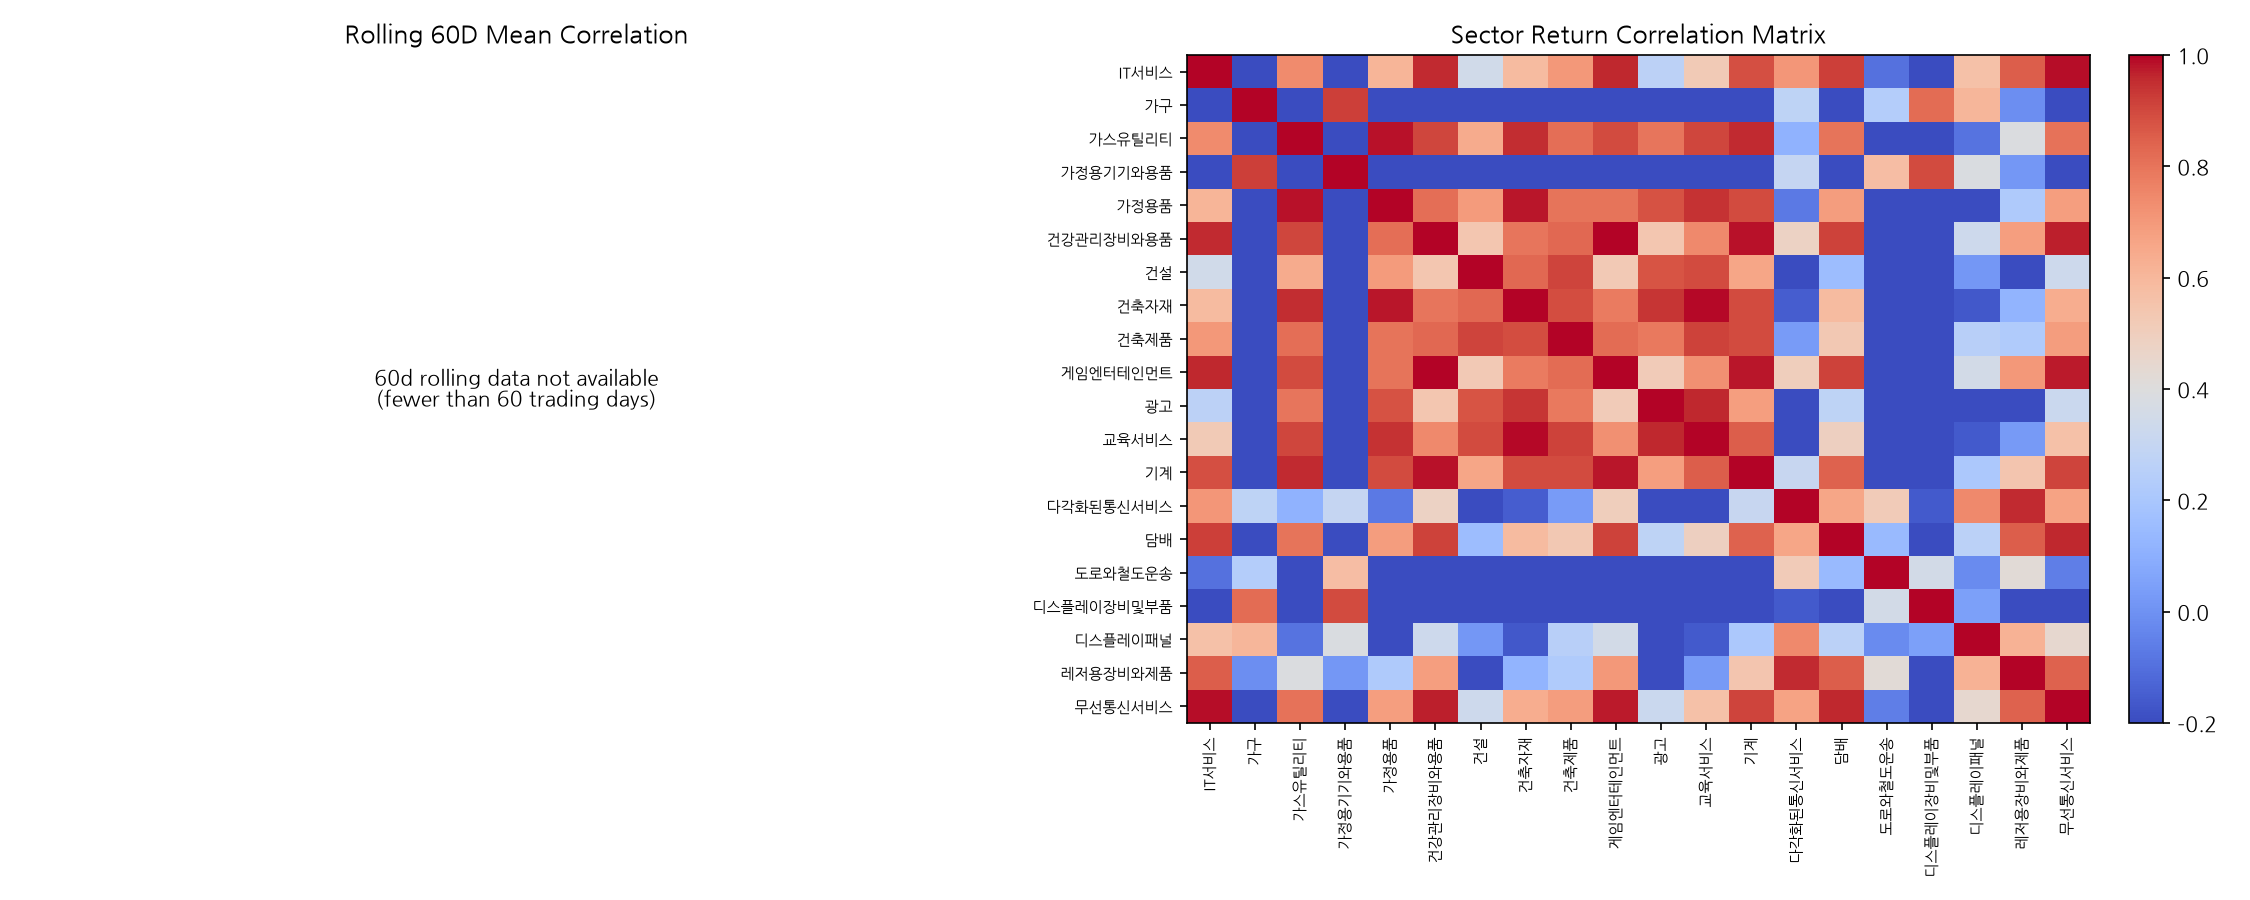 Rolling 60D Mean Correlation
60d rolling data not available
(fewer than 60 trading days)
Sector Return Correlation Matrix
IT서비스
가구
가스유틸리티
가정용기기와용품
가정용품
건강관리장비와용품
건설
건축자재
건축제품
게임엔터테인먼트
광고
교육서비스
기계
다각화된통신서비스
담배
도로와철도운송
디스플레이장비및부품
디스플레이패널
레저용장비와제품
무선통신서비스
IT서비스
가구
가스유틸리티
가정용기기와용품
가정용품
건강관리장비와용품
건설
건축자재
건축제품
게임엔터테인먼트
광고
교육서비스
기계
다각화된통신서비스
담배
도로와철도운송
디스플레이장비및부품
디스플레이패널
레저용장비와제품
무선통신서비스
1.0
0.8
0.6
0.4
0.2
0.0
-0.2